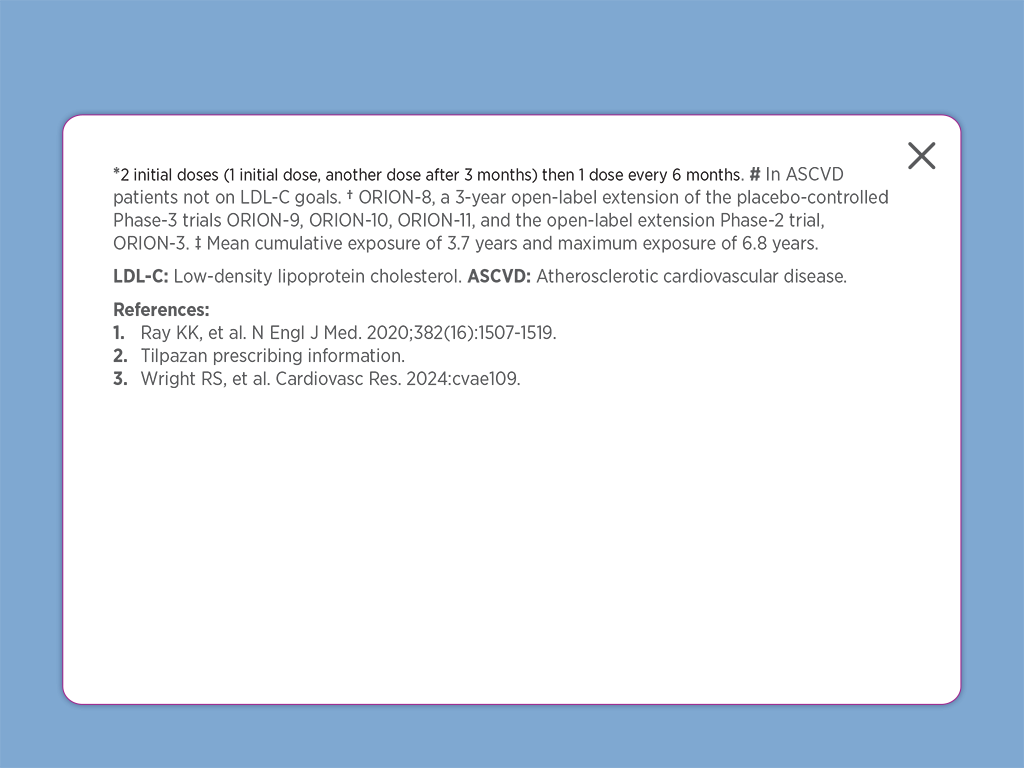 *2 initial doses (1 initial dose, another dose after 3 months) then 1 dose every 6 months. # In ASCVD
patients not on LDL-C goals. † ORION-8, a 3-year open-label extension of the placebo-controlled
Phase-3 trials ORION-9, ORION-10, ORION-11, and the open-label extension Phase-2 trial,
ORION-3. ‡ Mean cumulative exposure of 3.7 years and maximum exposure of 6.8 years.
LDL-C: Low-density lipoprotein cholesterol. ASCVD: Atherosclerotic cardiovascular disease.
References:
1. Ray KK, et al. N Engl J Med. 2020;382(16):1507-1519.
2. Tilpazan prescribing information.
3. Wright RS, et al. Cardiovasc Res. 2024:cvae109.